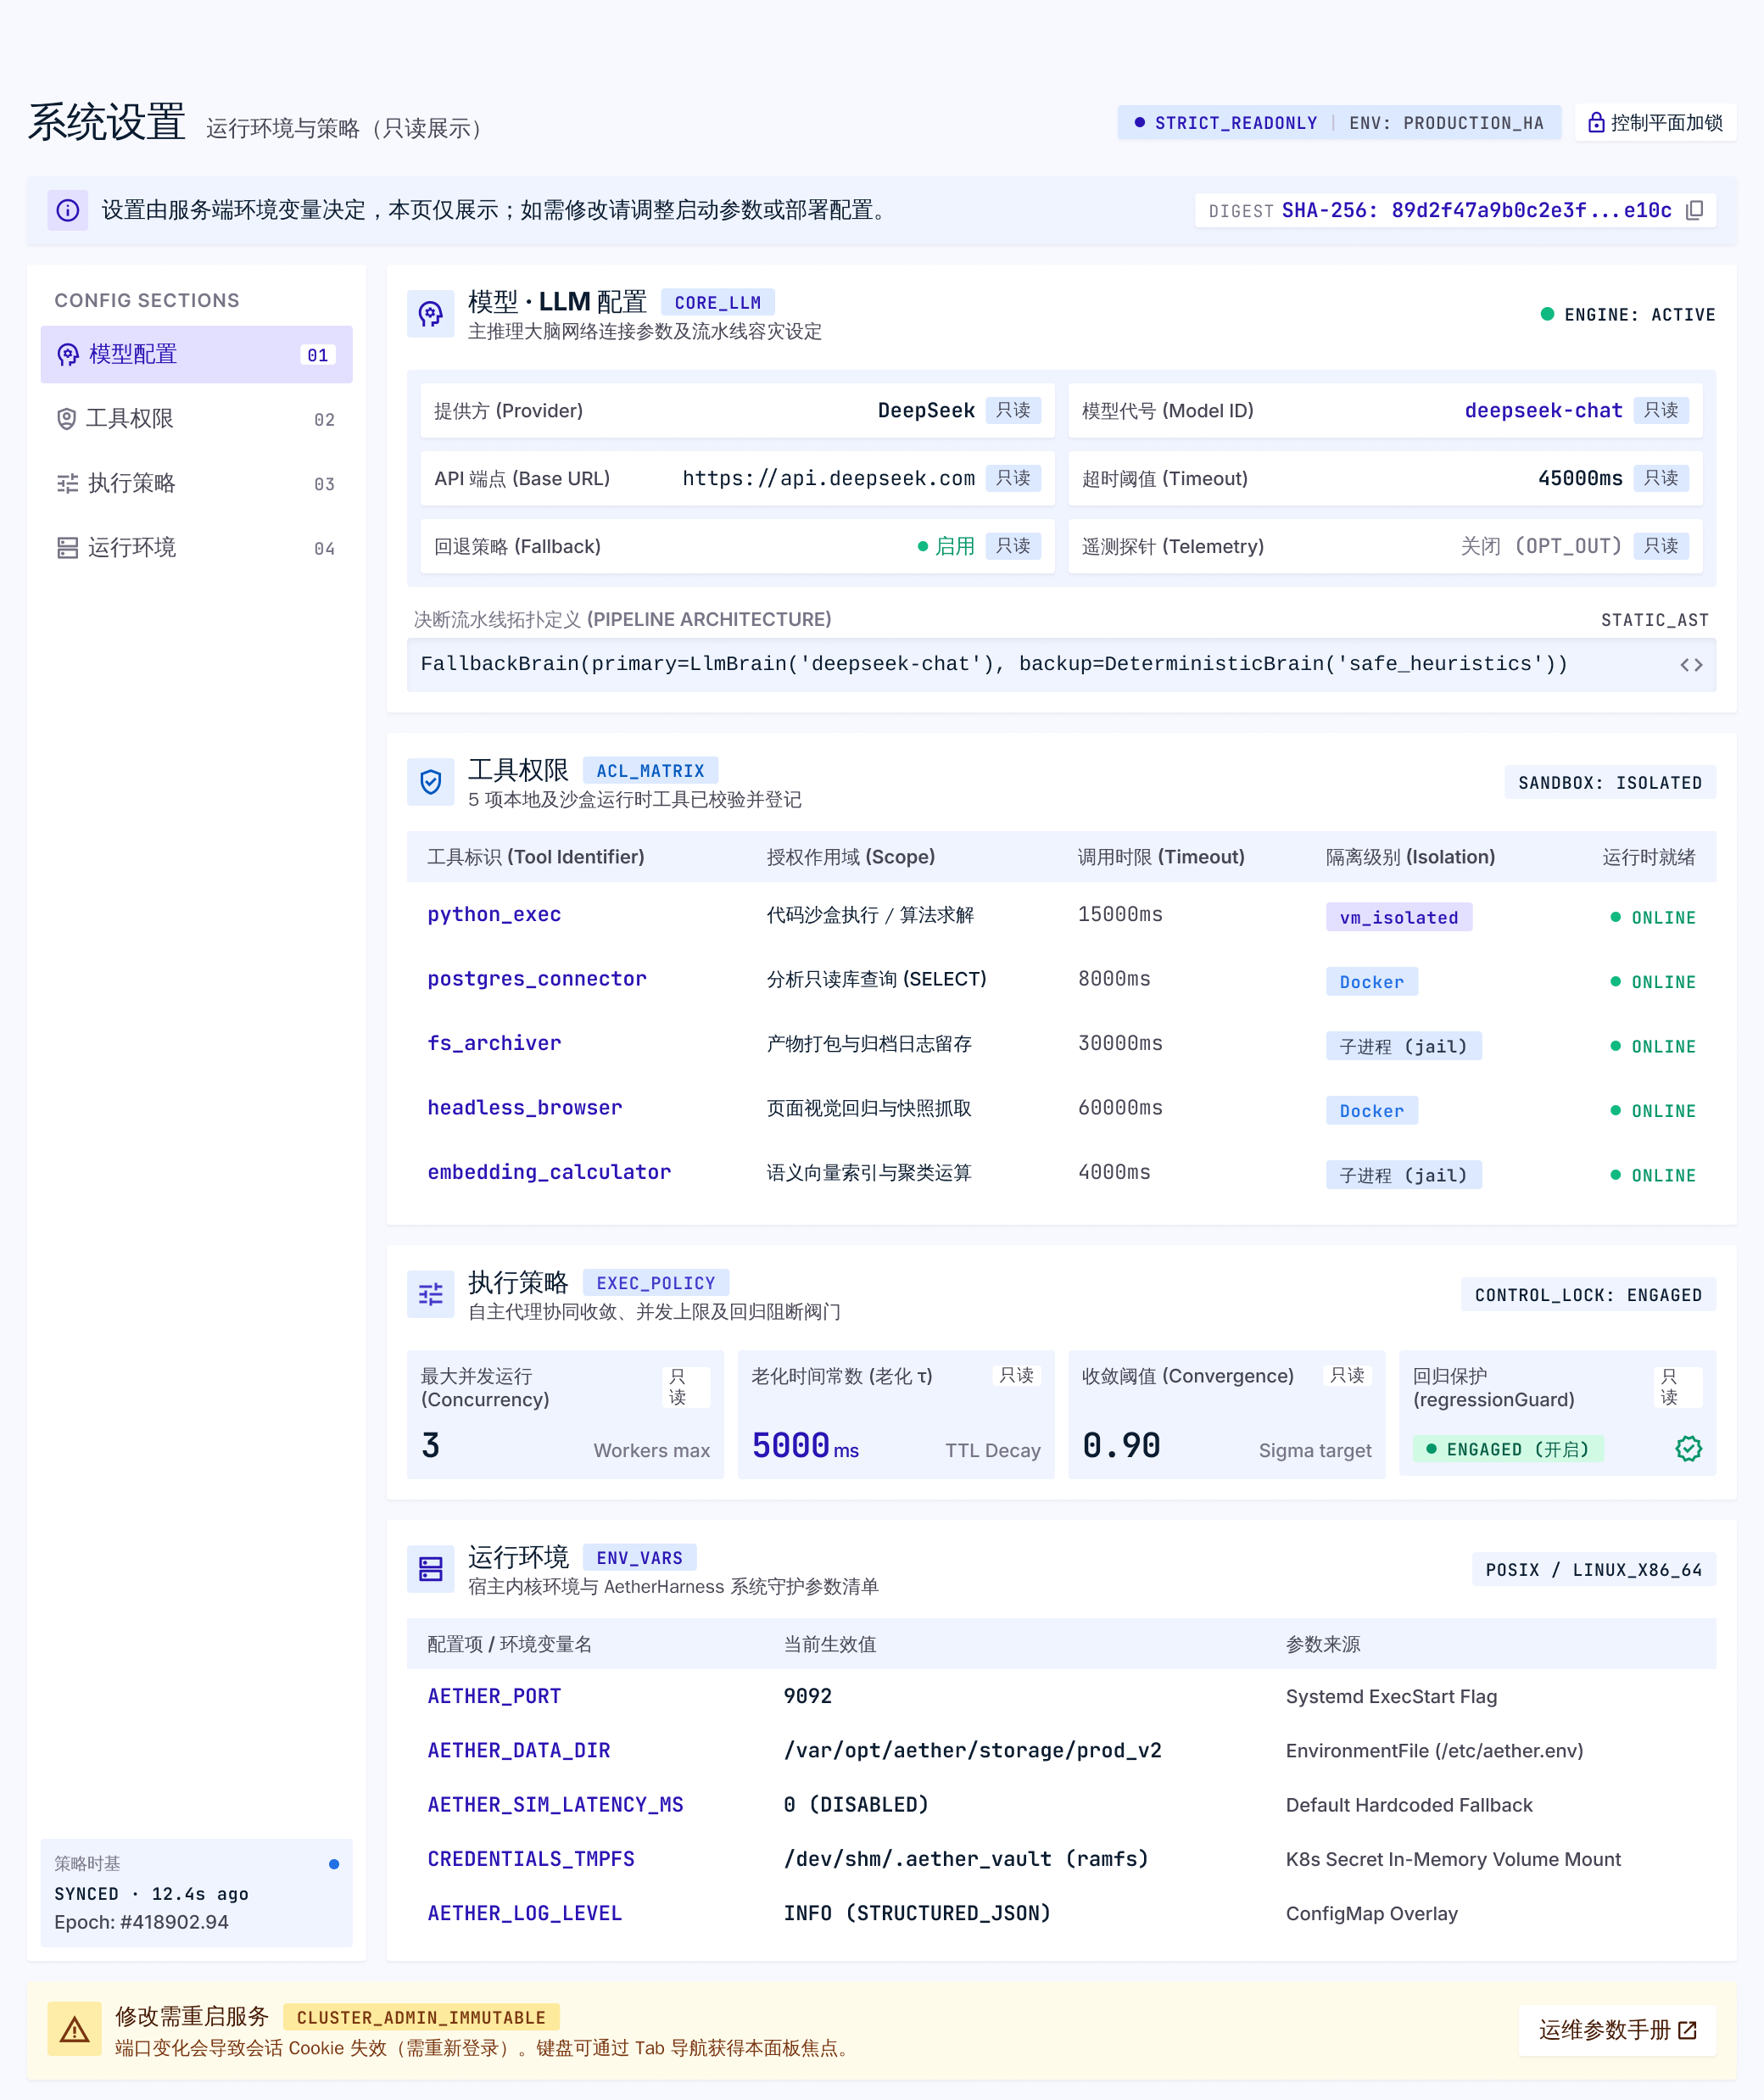 系统设置
运行环境与策略（只读展示）
STRICT_READONLY | ENV: PRODUCTION_HA
控制平面加锁
设置由服务端环境变量决定，本页仅展示；如需修改请调整启动参数或部署配置。
DIGEST SHA-256: 89d2f47a9b0c2e3f...e10c
CONFIG SECTIONS
模型配置 01
工具权限 02
执行策略 03
运行环境 04
策略时基
SYNCED · 12.4s ago
Epoch: #418902.94
模型 · LLM 配置 CORE_LLM
主推理大脑网络连接参数及流水线容灾设定
ENGINE: ACTIVE
提供方 (Provider) DeepSeek 只读
模型代号 (Model ID) deepseek-chat 只读
API 端点 (Base URL) https://api.deepseek.com 只读
超时阈值 (Timeout) 45000ms 只读
回退策略 (Fallback) 启用 只读
遥测探针 (Telemetry) 关闭 (OPT_OUT) 只读
决断流水线拓扑定义 (PIPELINE ARCHITECTURE) STATIC_AST
FallbackBrain(primary=LlmBrain('deepseek-chat'), backup=DeterministicBrain('safe_heuristics'))
工具权限 ACL_MATRIX
5 项本地及沙盒运行时工具已校验并登记
SANDBOX: ISOLATED
工具标识 (Tool Identifier) 授权作用域 (Scope) 调用时限 (Timeout) 隔离级别 (Isolation) 运行时就绪
python_exec 代码沙盒执行 / 算法求解 15000ms vm_isolated ONLINE
postgres_connector 分析只读库查询 (SELECT) 8000ms Docker ONLINE
fs_archiver 产物打包与归档日志留存 30000ms 子进程 (jail) ONLINE
headless_browser 页面视觉回归与快照抓取 60000ms Docker ONLINE
embedding_calculator 语义向量索引与聚类运算 4000ms 子进程 (jail) ONLINE
执行策略 EXEC_POLICY
自主代理协同收敛、并发上限及回归阻断阀门
CONTROL_LOCK: ENGAGED
最大并发运行
(Concurrency)
只
读
3 Workers max
老化时间常数 (老化 τ) 只读
5000 ms TTL Decay
收敛阈值 (Convergence) 只读
0.90 Sigma target
回归保护
(regressionGuard)
只
读
ENGAGED (开启)
运行环境 ENV_VARS
宿主内核环境与 AetherHarness 系统守护参数清单
POSIX / LINUX_X86_64
配置项 / 环境变量名 当前生效值 参数来源
AETHER_PORT 9092 Systemd ExecStart Flag
AETHER_DATA_DIR /var/opt/aether/storage/prod_v2 EnvironmentFile (/etc/aether.env)
AETHER_SIM_LATENCY_MS 0 (DISABLED) Default Hardcoded Fallback
CREDENTIALS_TMPFS /dev/shm/.aether_vault (ramfs) K8s Secret In-Memory Volume Mount
AETHER_LOG_LEVEL INFO (STRUCTURED_JSON) ConfigMap Overlay
修改需重启服务 CLUSTER_ADMIN_IMMUTABLE
端口变化会导致会话 Cookie 失效（需重新登录）。键盘可通过 Tab 导航获得本面板焦点。
运维参数手册